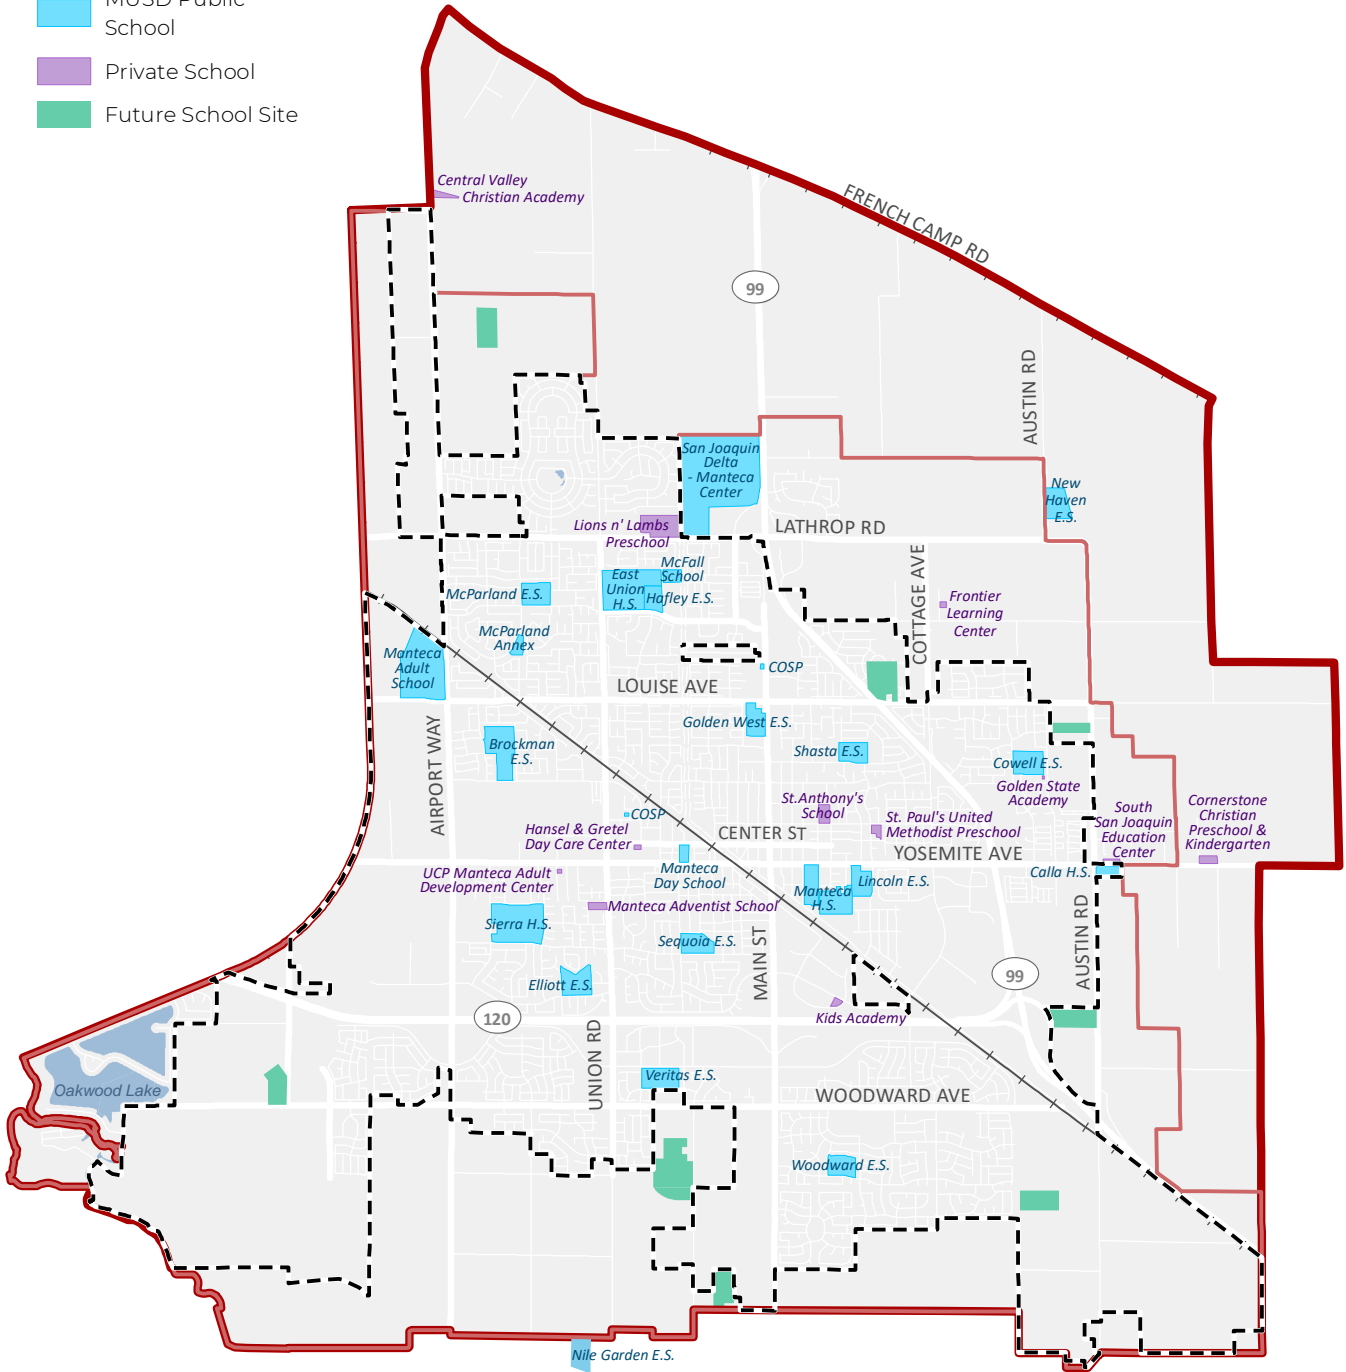 MUSD Public
School
Private School
Future School Site
Central Valley
Christian Academy
FRENCH CAMP RD
99
AUSTIN RD
San Joaquin
Delta
- Manteca
Center
New
Haven
E.S.
Lions n' Lambs
Preschool
LATHROP RD
McFall
School
East
Union
H.S.
Hafley E.S.
McParland E.S.
COTTAGE AVE
Frontier
Learning
Center
McParland
Annex
Manteca
Adult
School
COSP
LOUISE AVE
Golden West E.S.
AIRPORT WAY
Brockman
E.S.
Shasta E.S.
Cowell E.S.
Golden State
Academy
St.Anthony's
School
South
San Joaquin
Education
Center
Cornerstone
Christian
Preschool &
Kindergarten
COSP
Hansel & Gretel
Day Care Center
CENTER ST
St. Paul's United
Methodist Preschool
YOSEMITE AVE
UCP Manteca Adult
Development Center
Manteca
Day School
Manteca
H.S.
Lincoln E.S.
Calla H.S.
Manteca Adventist School
Sierra H.S.
Sequoia E.S.
MAIN ST
AUSTIN RD
Elliott E.S.
99
Kids Academy
120
UNION RD
Oakwood Lake
Veritas E.S.
WOODWARD AVE
Woodward E.S.
Nile Garden E.S.